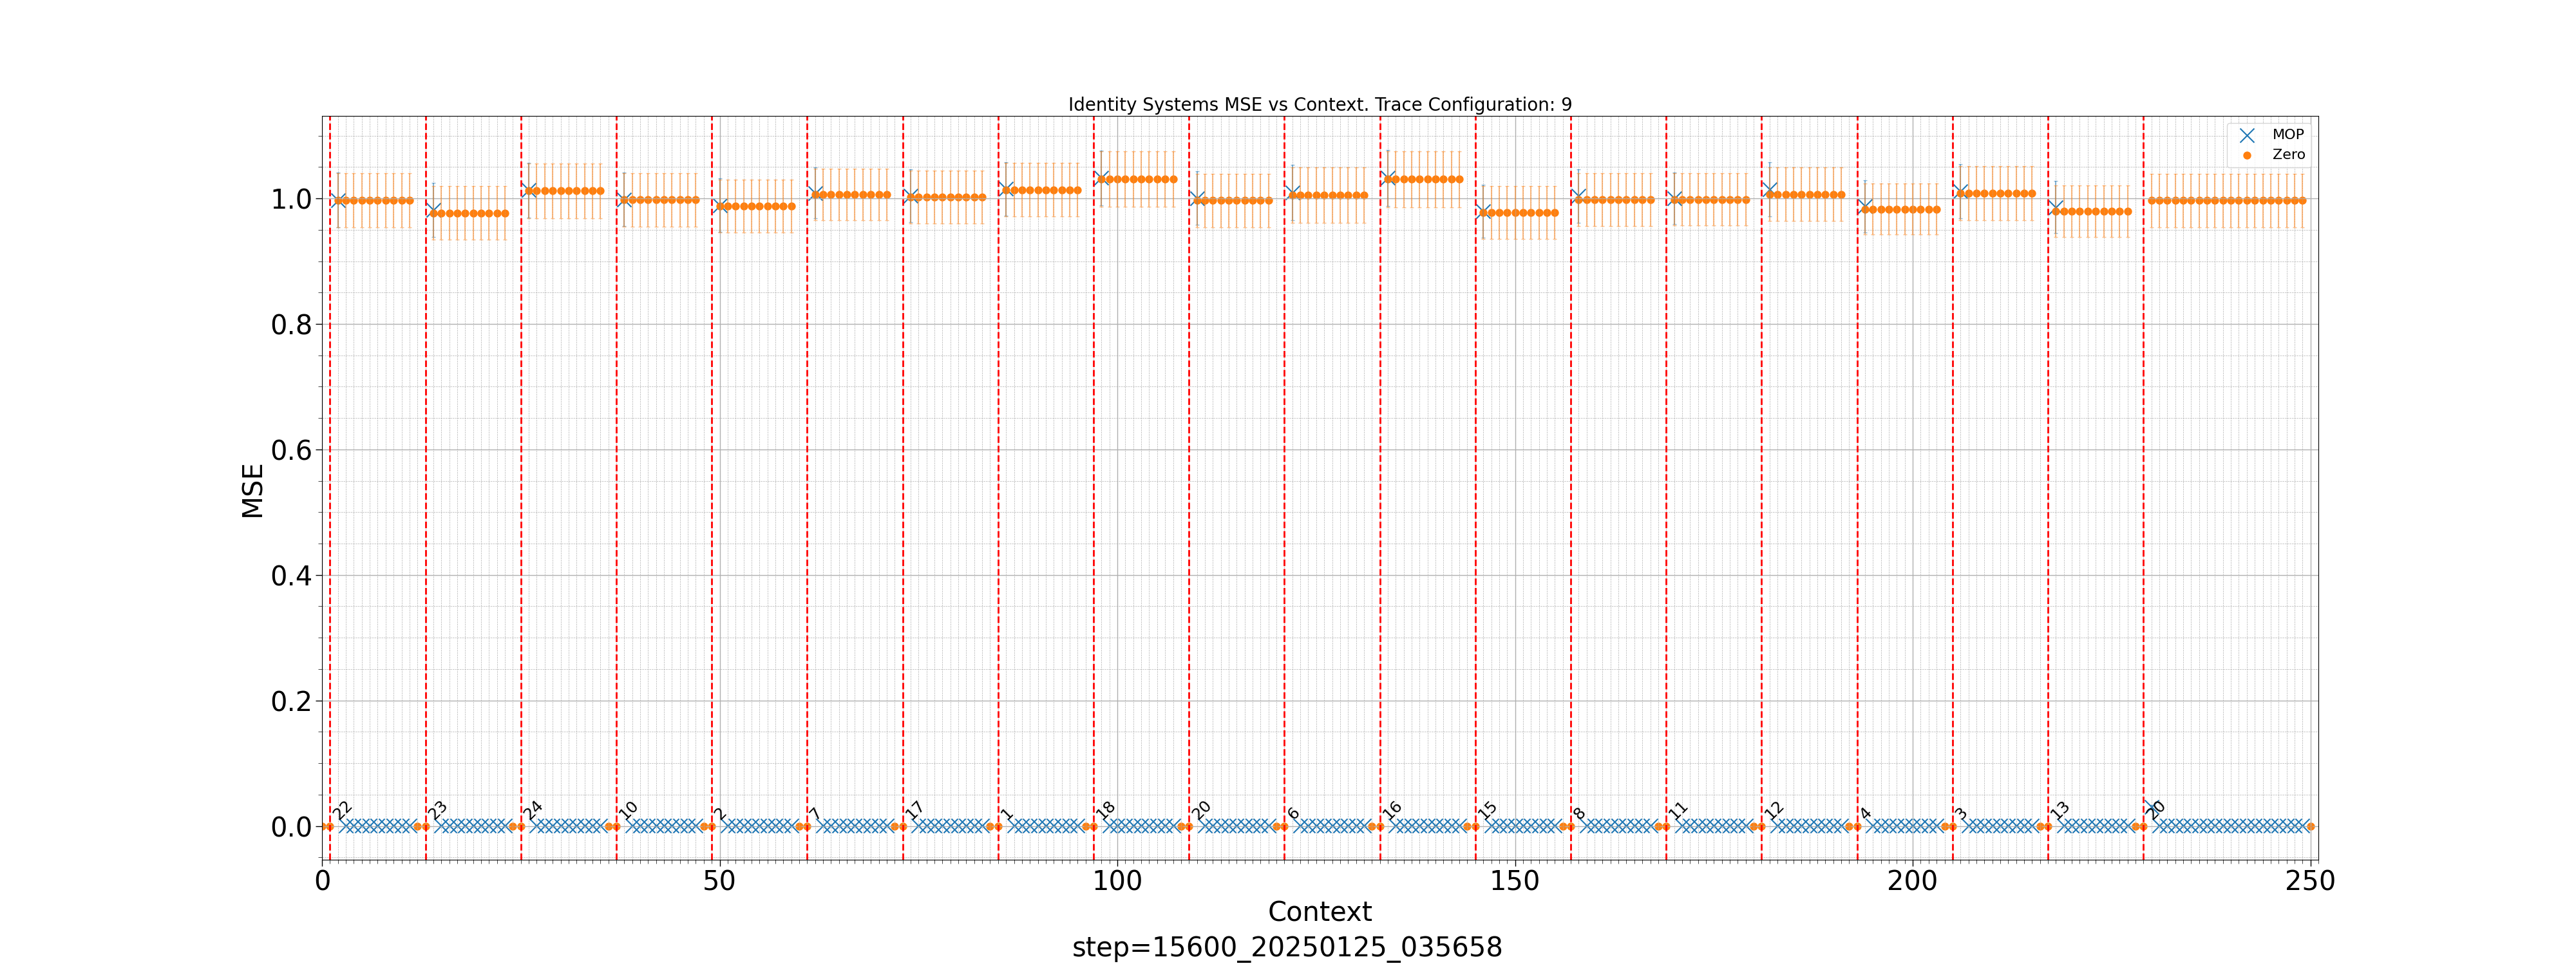 Identity Systems MSE vs Context. Trace Configuration: 9
MOP
Zero
1.0
0.8
0.6
0.4
0.2
0.0
MSE
22 23 24 10 2 7 17 1 18 20 6 16 15 8 11 12 4 3 13 20
0 50 100 150 200 250
Context
step=15600_20250125_035658